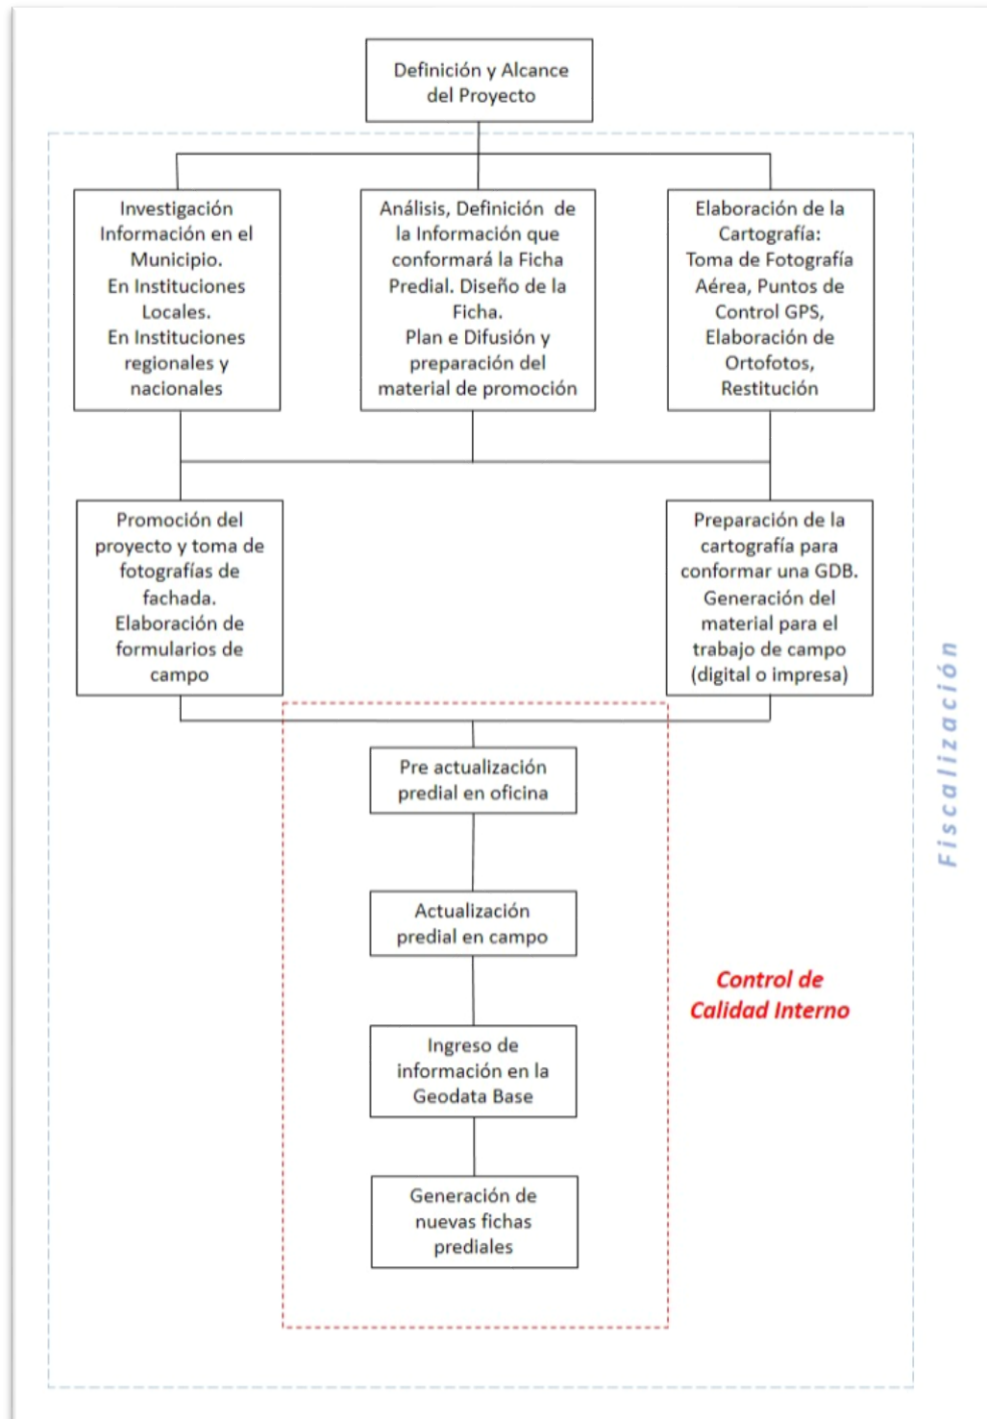 Definición y Alcance
del Proyecto
Investigación
Información en el
Municipio.
En Instituciones
Locales.
En Instituciones
regionales y
nacionales
Análisis, Definición de
la Información que
conformará la Ficha
Predial. Diseño de la
Ficha.
Plan e Difusión y
preparación del
material de promoción
Elaboración de la
Cartografía:
Toma de Fotografía
Aérea, Puntos de
Control GPS,
Elaboración de
Ortofotos,
Restitución
Promoción del
proyecto y toma de
fotografías de
fachada.
Elaboración de
formularios de
campo
Preparación de la
cartografía para
conformar una GDB.
Generación del
material para el
trabajo de campo
(digital o impresa)
Fiscalización
Pre actualización
predial en oficina
Actualización
predial en campo
Control de
Calidad Interno
Ingreso de
información en la
Geodata Base
Generación de
nuevas fichas
prediales